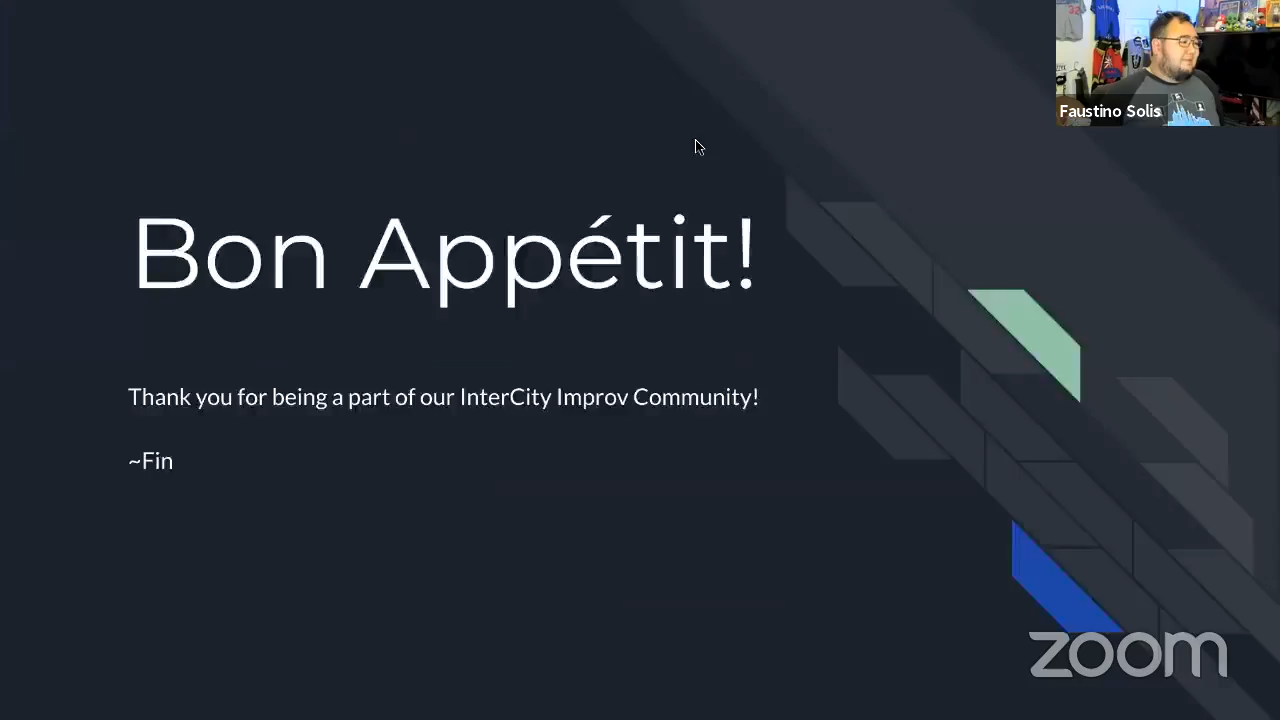 Faustino Solis
Bon Appétit!
Thank you for being a part of our InterCity Improv Community!
~Fin
zoom